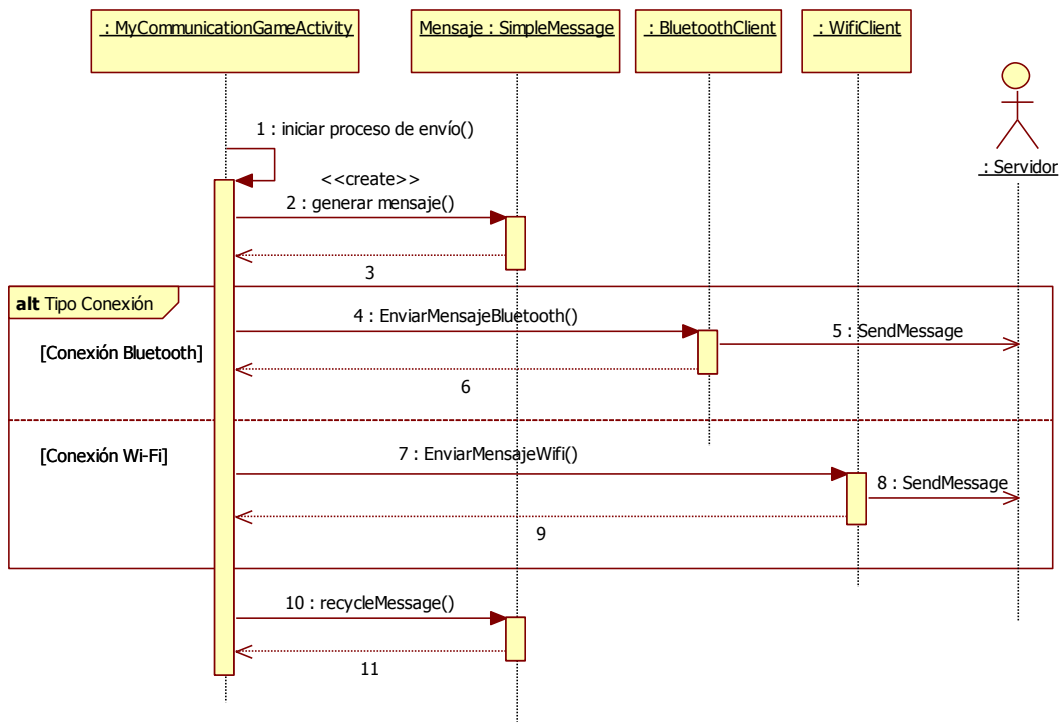 : MyCommunicationGameActivity
Mensaje : SimpleMessage
: BluetoothClient
: WifiClient
: Servidor
1 : iniciar proceso de envío()
<<create>>
2 : generar mensaje()
3
alt Tipo Conexión
4 : EnviarMensajeBluetooth()
5 : SendMessage
[Conexión Bluetooth]
6
[Conexión Wi-Fi]
7 : EnviarMensajeWifi()
8 : SendMessage
9
10 : recycleMessage()
11